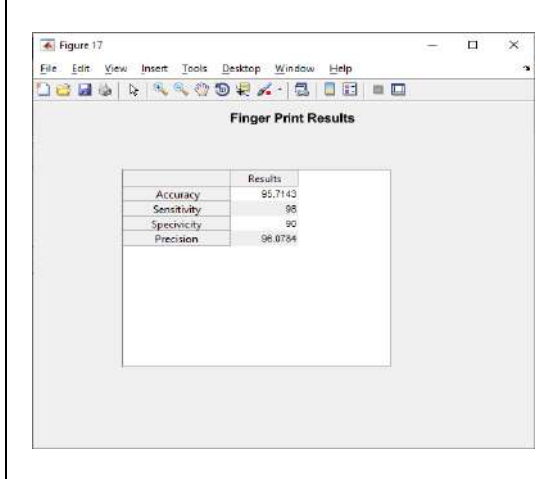 Figure 17
File Edit View Insert Tools Desktop Window Help
Finger Print Results
Results
Accuracy 95.7143
Sensitivity 98
Specivicity 90
Precision 96.0784